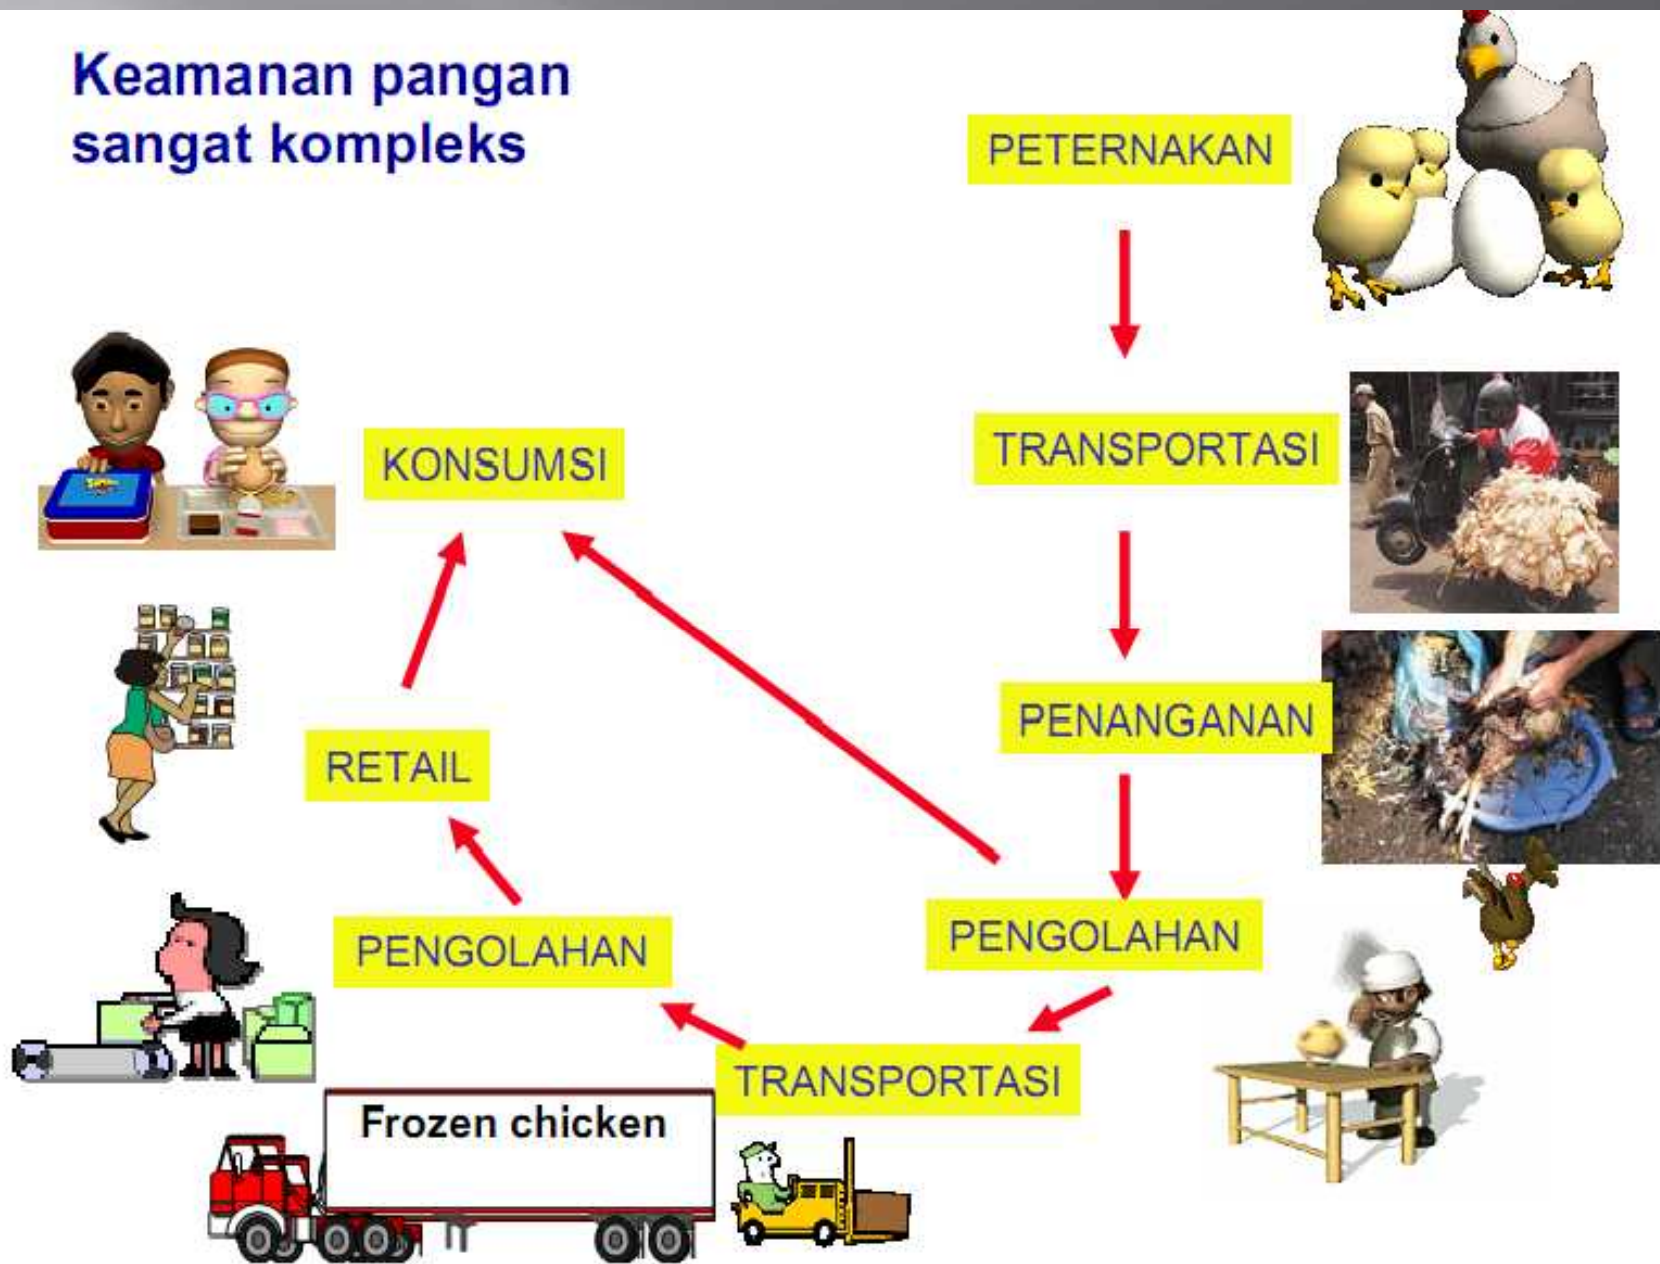 Keamanan pangan
sangat kompleks
PETERNAKAN
TRANSPORTASI
KONSUMSI
PENANGANAN
RETAIL
PENGOLAHAN
PENGOLAHAN
TRANSPORTASI
Frozen chicken